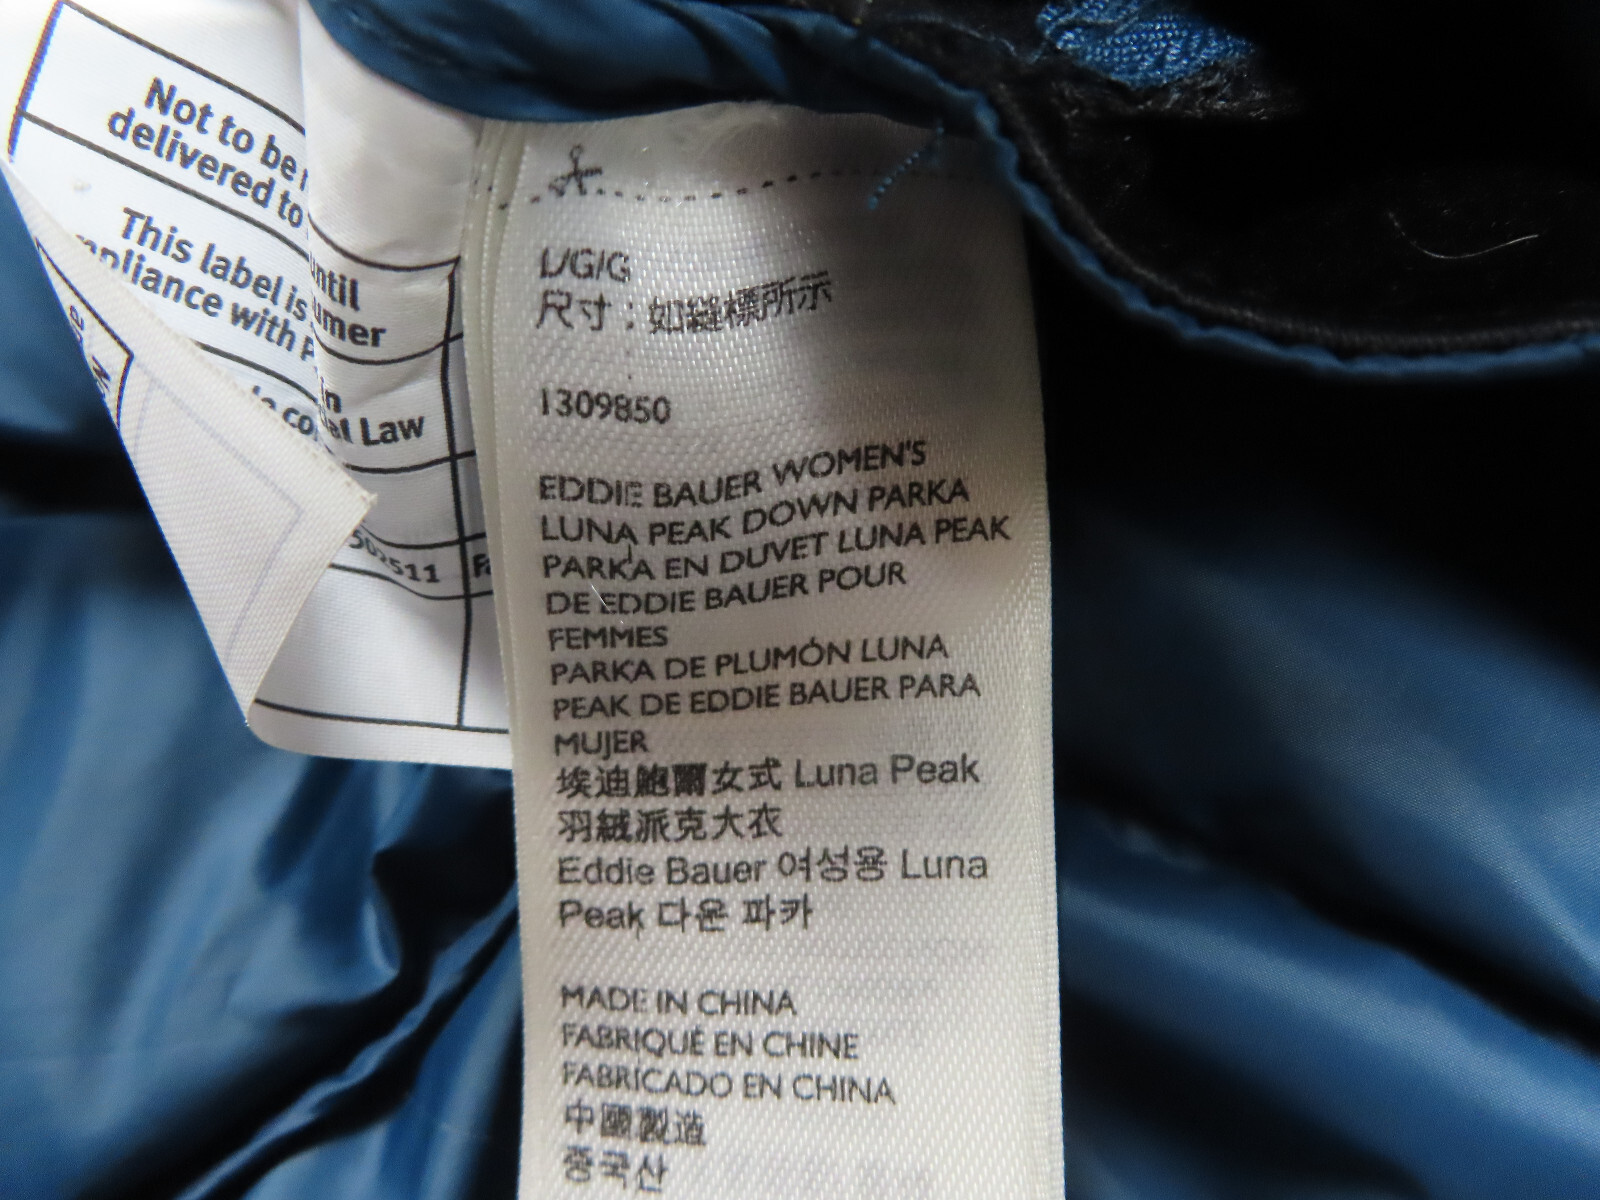 Not to be
delivered to
until
umer
This label is in
mpliance with
Law
502511
L/G/G
尺寸：如縫標所示
1309850
EDDIE BAUER WOMEN'S
LUNA PEAK DOWN PARKA
PARKA EN DUVET LUNA PEAK
DE EDDIE BAUER POUR
FEMMES
PARKA DE PLUMÓN LUNA
PEAK DE EDDIE BAUER PARA
MUJER
埃迪鮑爾女式 Luna Peak
羽絨派克大衣
Eddie Bauer 여성용 Luna
Peak 다운 파카
MADE IN CHINA
FABRIQUÉ EN CHINE
FABRICADO EN CHINA
中國製造
중국산